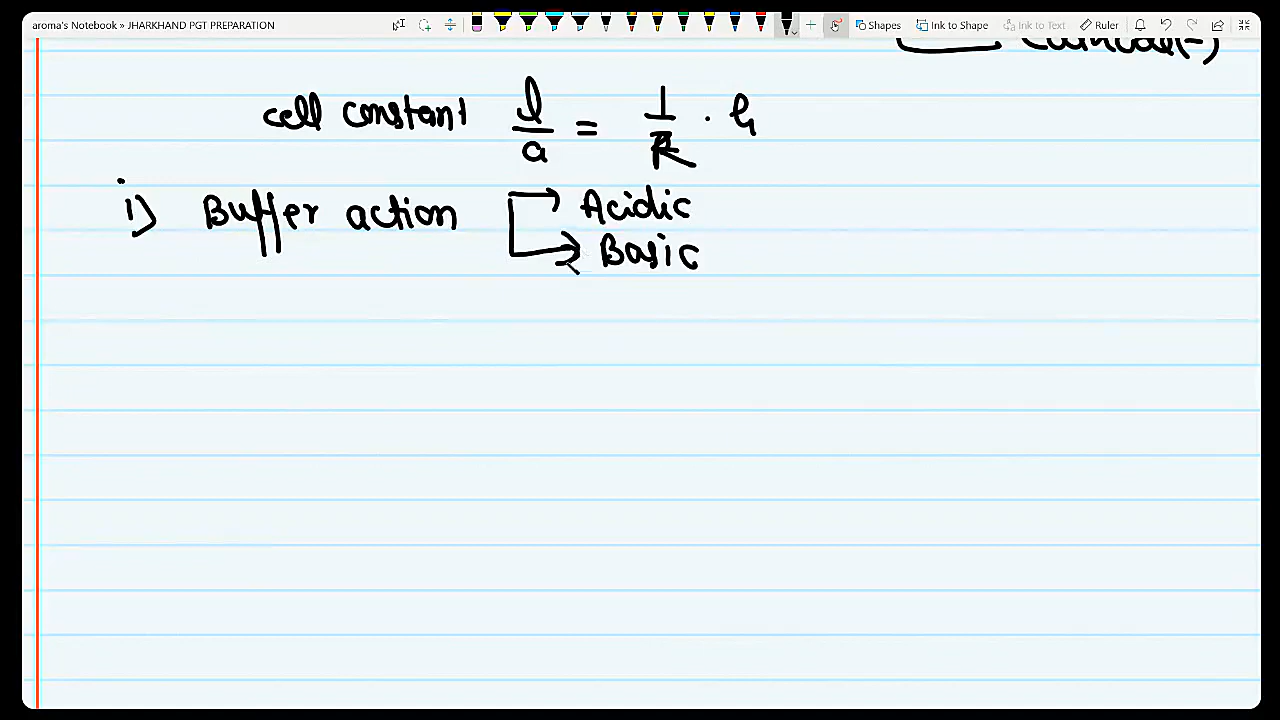 aroma's Notebook » JHARKHAND PGT PREPARATION
Shapes Ink to Shape Ink to Text Ruler
cell constant l/a = 1/R ·
i) Buffer action → Acidic
→ Basic